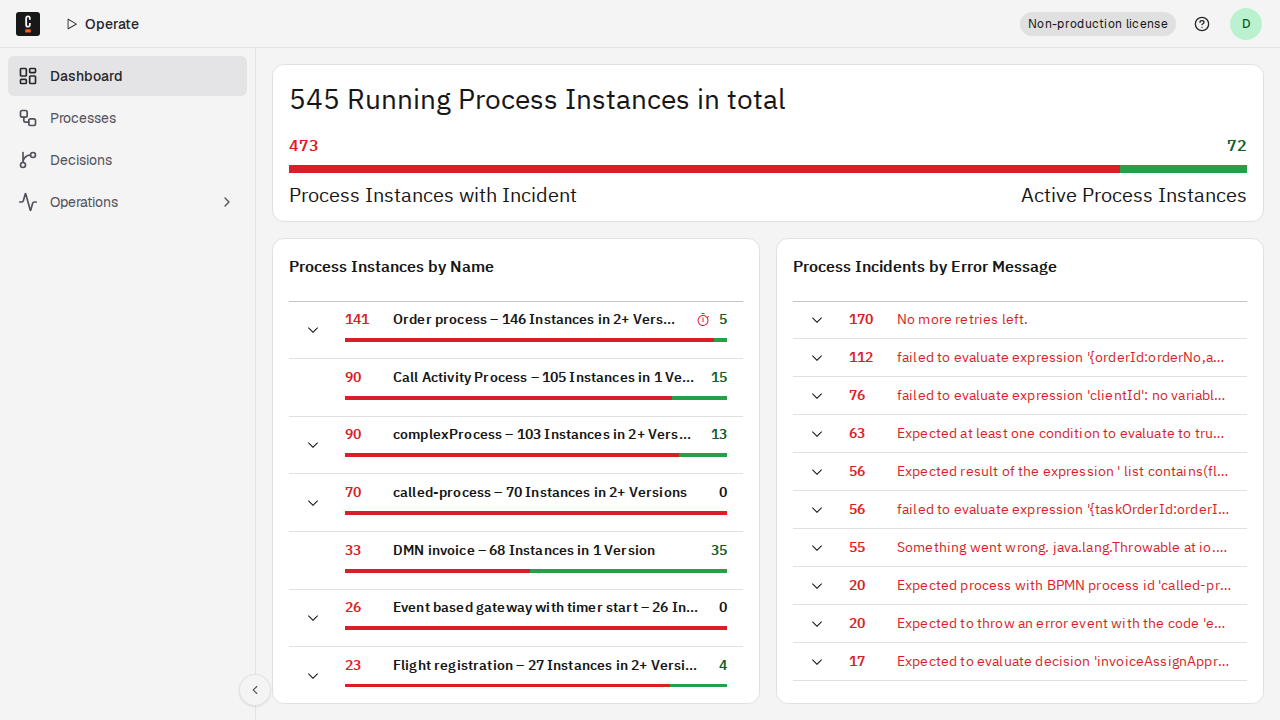 C
Operate
Non-production license
D
Dashboard
Processes
Decisions
Operations
545 Running Process Instances in total
473
72
Process Instances with Incident
Active Process Instances
Process Instances by Name
141 Order process – 146 Instances in 2+ Vers... 5
90 Call Activity Process – 105 Instances in 1 Ve... 15
90 complexProcess – 103 Instances in 2+ Vers... 13
70 called-process – 70 Instances in 2+ Versions 0
33 DMN invoice – 68 Instances in 1 Version 35
26 Event based gateway with timer start – 26 In... 0
23 Flight registration – 27 Instances in 2+ Versi... 4
Process Incidents by Error Message
170 No more retries left.
112 failed to evaluate expression '{orderId:orderNo,a...
76 failed to evaluate expression 'clientId': no variabl...
63 Expected at least one condition to evaluate to tru...
56 Expected result of the expression ' list contains(fl...
56 failed to evaluate expression '{taskOrderId:orderI...
55 Something went wrong. java.lang.Throwable at io....
20 Expected process with BPMN process id 'called-pr...
20 Expected to throw an error event with the code 'e...
17 Expected to evaluate decision 'invoiceAssignAppr...